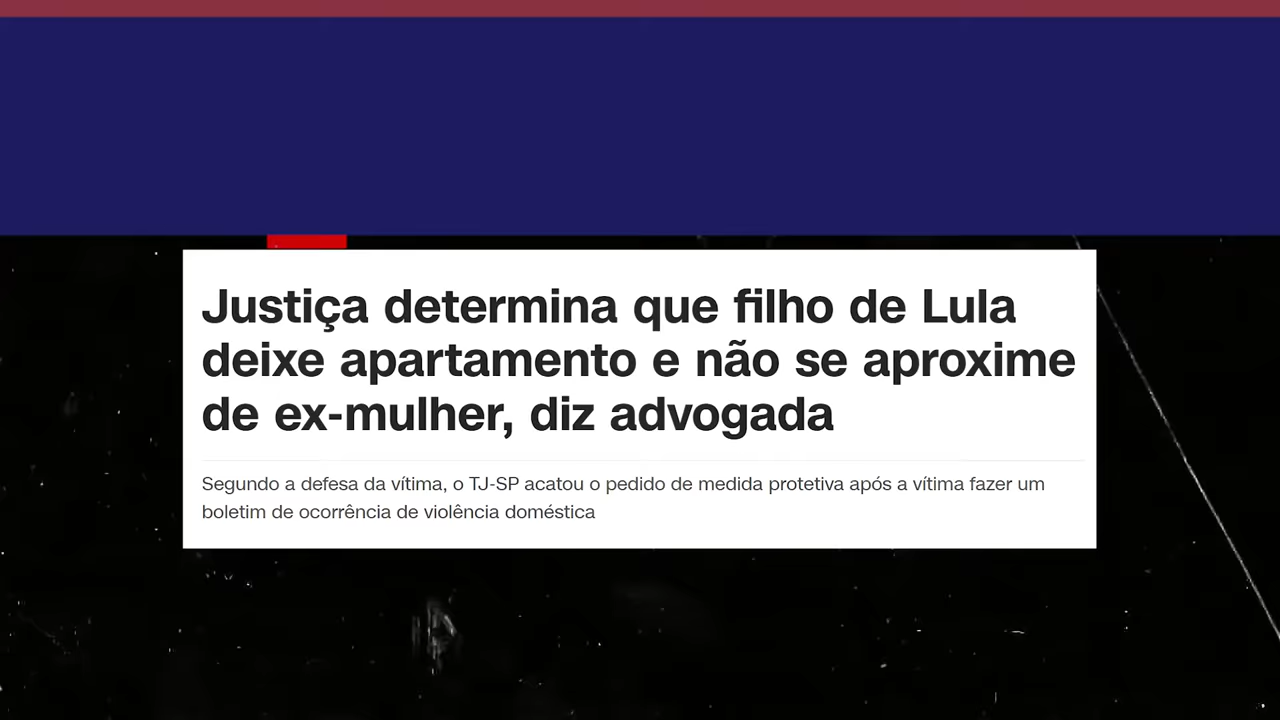 Justiça determina que filho de Lula
deixe apartamento e não se aproxime
de ex-mulher, diz advogada
Segundo a defesa da vítima, o TJ-SP acatou o pedido de medida protetiva após a vítima fazer um
boletim de ocorrência de violência doméstica